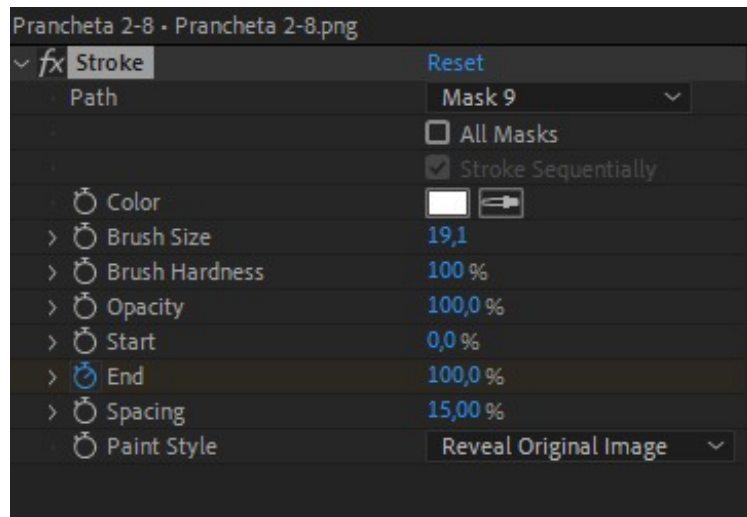 Prancheta 2-8 • Prancheta 2-8.png
fx Stroke Reset
Path Mask 9
All Masks
Stroke Sequentially
Color
Brush Size 19,1
Brush Hardness 100 %
Opacity 100,0 %
Start 0,0 %
End 100,0 %
Spacing 15,00 %
Paint Style Reveal Original Image